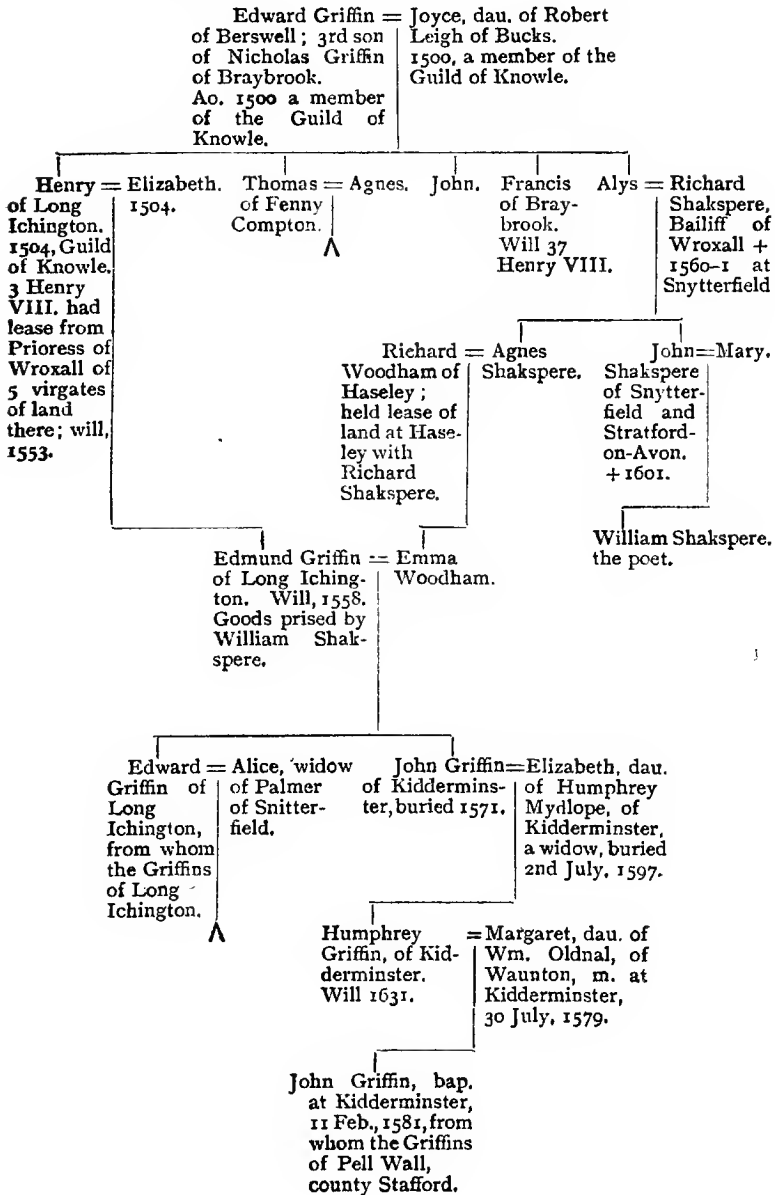 Edward Griffin =
of Berswell ; 3rd son
of Nicholas Griffin
of Braybrook.
Ao. 1500 a member
of the Guild of
Knowle.
Joyce, dau. of Robert
Leigh of Bucks.
1500, a member of the
Guild of Knowle.
Henry =
of Long
Ichington.
1504, Guild
of Knowle.
3 Henry
VIII. had
lease from
Prioress of
Wroxall of
5 virgates
of land
there; will,
1553.
Elizabeth.
1504.
Thomas =
of Fenny
Compton.
Agnes.
John.
Francis
of Bray-
brook.
Will 37
Henry VIII.
Alys =
Richard
Shakspere,
Bailiff of
Wroxall +
1560-1 at
Snytterfield
Richard =
Woodham of
Haseley ;
held lease of
land at Hase-
ley with
Richard
Shakspere.
Agnes
Shakspere.
John=Mary.
Shakspere
of Snytter-
field and
Stratford-
on-Avon.
+ 1601.
William Shakspere.
the poet.
Edmund Griffin =
of Long Iching-
ton. Will, 1558.
Goods prised by
William Shak-
spere.
Emma
Woodham.
Edward =
Griffin of
Long
Ichington,
from whom
the Griffins
of Long
Ichington.
Alice, widow
of Palmer
of Snitter-
field.
John Griffin=
of Kiddermins-
ter, buried 1571.
Elizabeth, dau.
of Humphrey
Mydlope, of
Kidderminster,
a widow, buried
2nd July, 1597.
Humphrey
Griffin, of Kid-
derminster.
Will 1631.
= Margaret, dau. of
Wm. Oldnal, of
Waunton, m. at
Kidderminster,
30 July, 1579.
John Griffin, bap.
at Kidderminster,
11 Feb., 1581, from
whom the Griffins
of Pell Wall,
county Stafford.